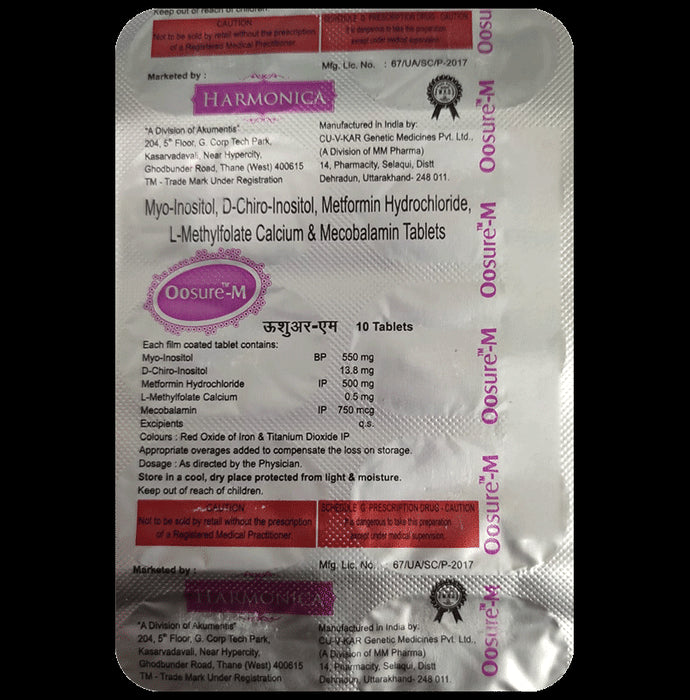 Keep out of reach of children.
CAUTION
Not to be sold by retail without the prescription
of a Registered Medical Practitioner.
SCHEDULE G PRESCRIPTION DRUG - CAUTION
It is dangerous to take this preparation
except under medical supervision.
Mfg. Lic. No. : 67/UA/SC/P-2017
Marketed by :
HARMONICA
"A Division of Akumentis"
204, 5th Floor, G. Corp Tech Park,
Kasarvadavali, Near Hypercity,
Ghodbunder Road, Thane (West) 400615
TM - Trade Mark Under Registration
Manufactured in India by:
CU-V-KAR Genetic Medicines Pvt. Ltd.,
(A Division of MM Pharma)
14, Pharmacity, Selaqui, Distt
Dehradun, Uttarakhand- 248 011.
Myo-Inositol, D-Chiro-Inositol, Metformin Hydrochloride,
L-Methylfolate Calcium & Mecobalamin Tablets
Oosure™-M
ऊशुअर-एम 10 Tablets
Each film coated tablet contains:
Myo-Inositol BP 550 mg
D-Chiro-Inositol 13.8 mg
Metformin Hydrochloride IP 500 mg
L-Methylfolate Calcium 0.5 mg
Mecobalamin IP 750 mcg
Excipients q.s.
Colours : Red Oxide of Iron & Titanium Dioxide IP
Appropriate overages added to compensate the loss on storage.
Dosage : As directed by the Physician.
Store in a cool, dry place protected from light & moisture.
Keep out of reach of children.
CAUTION
Not to be sold by retail without the prescription
of a Registered Medical Practitioner.
SCHEDULE G PRESCRIPTION DRUG - CAUTION
It is dangerous to take this preparation
except under medical supervision.
Mfg. Lic. No. : 67/UA/SC/P-2017
Marketed by :
HARMONICA
"A Division of Akumentis"
204, 5th Floor, G. Corp Tech Park,
Kasarvadavali, Near Hypercity,
Ghodbunder Road, Thane (West) 400615
TM - Trade Mark Under Registration
Manufactured in India by:
CU-V-KAR Genetic Medicines Pvt. Ltd.,
(A Division of MM Pharma)
14, Pharmacity, Selaqui, Distt
Dehradun, Uttarakhand- 248 011.
Oosure
Oosure™-M
Oosure™-M
Oosure™-M
Oosure™-M
Oosure™-M